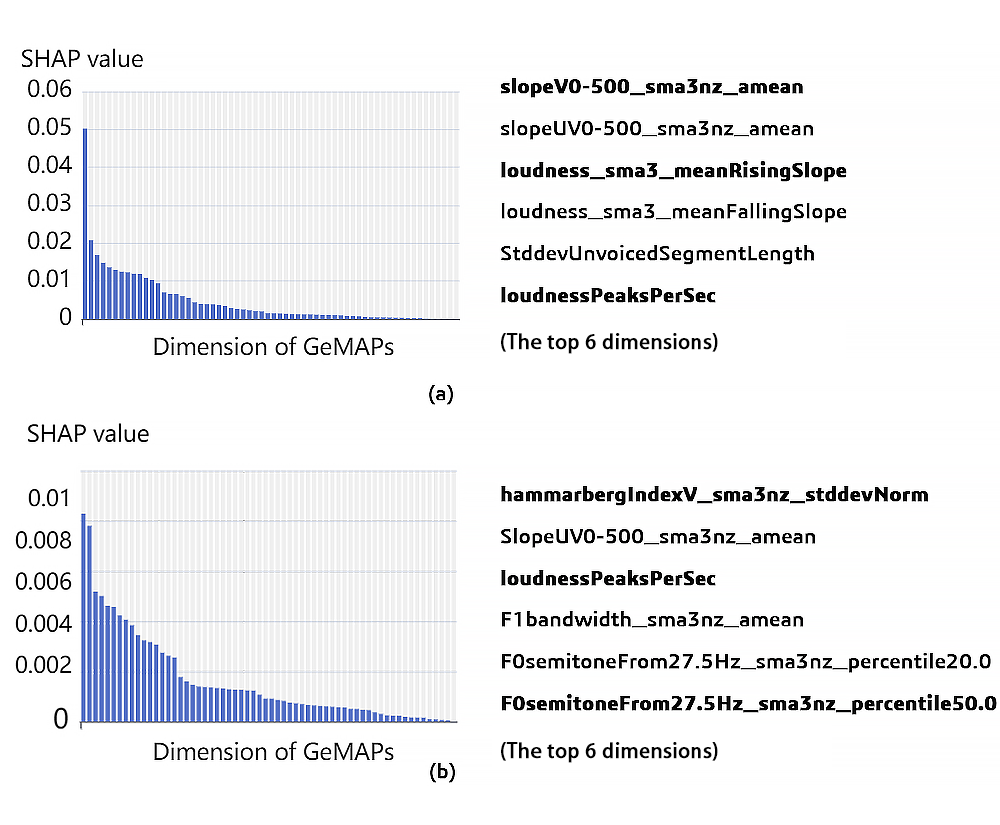 SHAP value
0.06
0.05
0.04
0.03
0.02
0.01
0
Dimension of GeMAPs
slopeV0-500_sma3nz_amean
slopeUV0-500_sma3nz_amean
loudness_sma3_meanRisingSlope
loudness_sma3_meanFallingSlope
StddevUnvoicedSegmentLength
loudnessPeaksPerSec
(The top 6 dimensions)
(a)
SHAP value
0.01
0.008
0.006
0.004
0.002
0
Dimension of GeMAPs
hammarbergIndexV_sma3nz_stddevNorm
SlopeUV0-500_sma3nz_amean
loudnessPeaksPerSec
F1bandwidth_sma3nz_amean
F0semitoneFrom27.5Hz_sma3nz_percentile20.0
F0semitoneFrom27.5Hz_sma3nz_percentile50.0
(The top 6 dimensions)
(b)